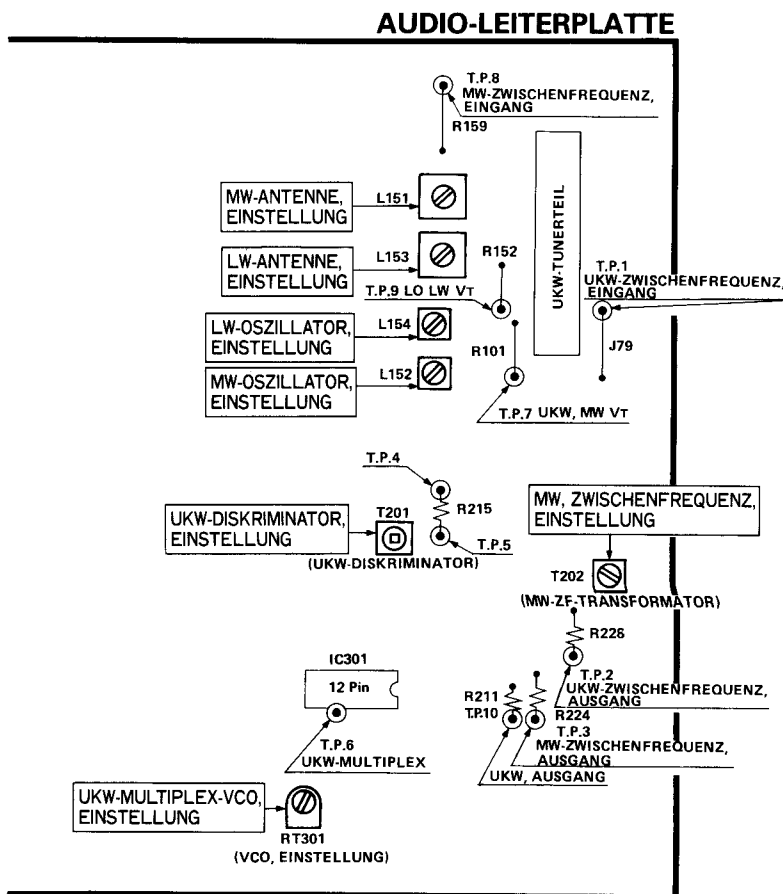 AUDIO-LEITERPLATTE
T.P.8
MW-ZWISCHENFREQUENZ,
EINGANG
R159
MW-ANTENNE,
EINSTELLUNG
L151
LW-ANTENNE,
EINSTELLUNG
L153
R152
T.P.9 LO LW VT
UKW-TUNERTEIL
T.P.1
UKW-ZWISCHENFREQUENZ,
EINGANG
LW-OSZILLATOR,
EINSTELLUNG
L154
R101
J79
MW-OSZILLATOR,
EINSTELLUNG
L152
T.P.7 UKW, MW VT
T.P.4
R215
T.P.5
UKW-DISKRIMINATOR,
EINSTELLUNG
T201
(UKW-DISKRIMINATOR)
MW, ZWISCHENFREQUENZ,
EINSTELLUNG
T202
(MW-ZF-TRANSFORMATOR)
R228
T.P.2
UKW-ZWISCHENFREQUENZ,
AUSGANG
IC301
12 Pin
T.P.6
UKW-MULTIPLEX
R211
T.P.10
R224
T.P.3
MW-ZWISCHENFREQUENZ,
AUSGANG
UKW, AUSGANG
UKW-MULTIPLEX-VCO,
EINSTELLUNG
RT301
(VCO, EINSTELLUNG)